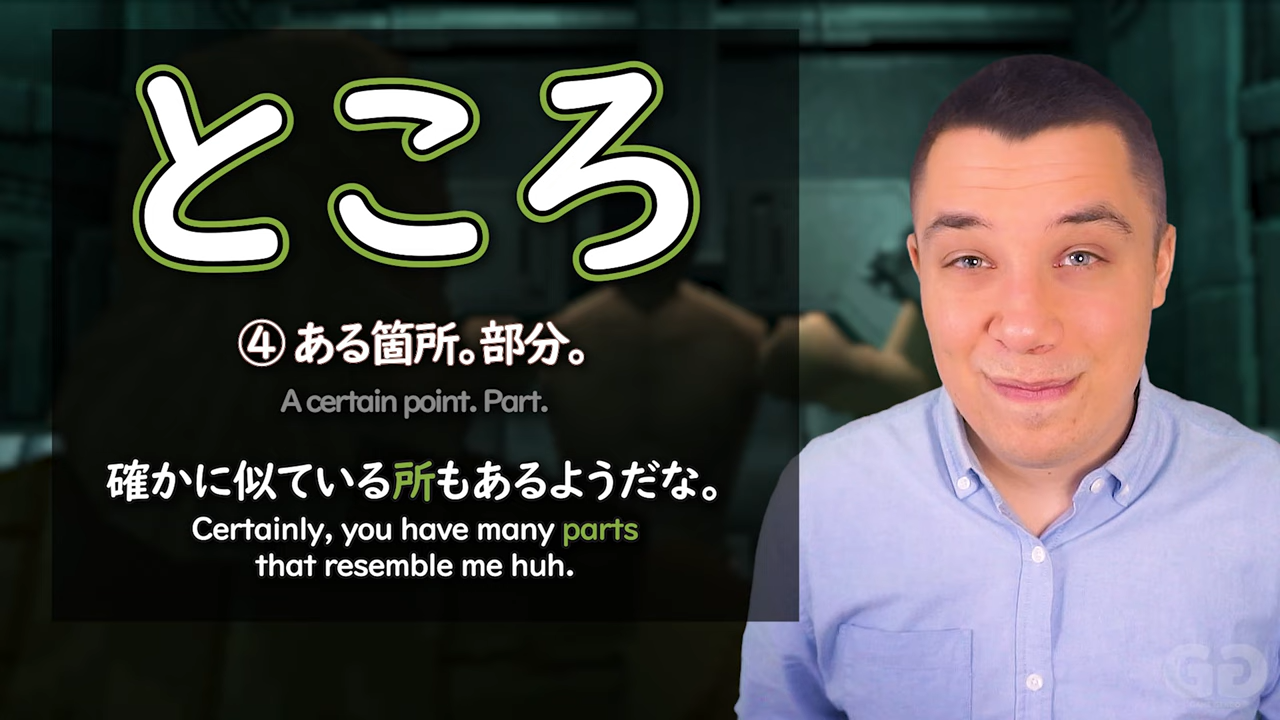 ところ
④ ある箇所。部分。
A certain point. Part.
確かに似ている所もあるようだな。
Certainly, you have many parts
that resemble me huh.
GG